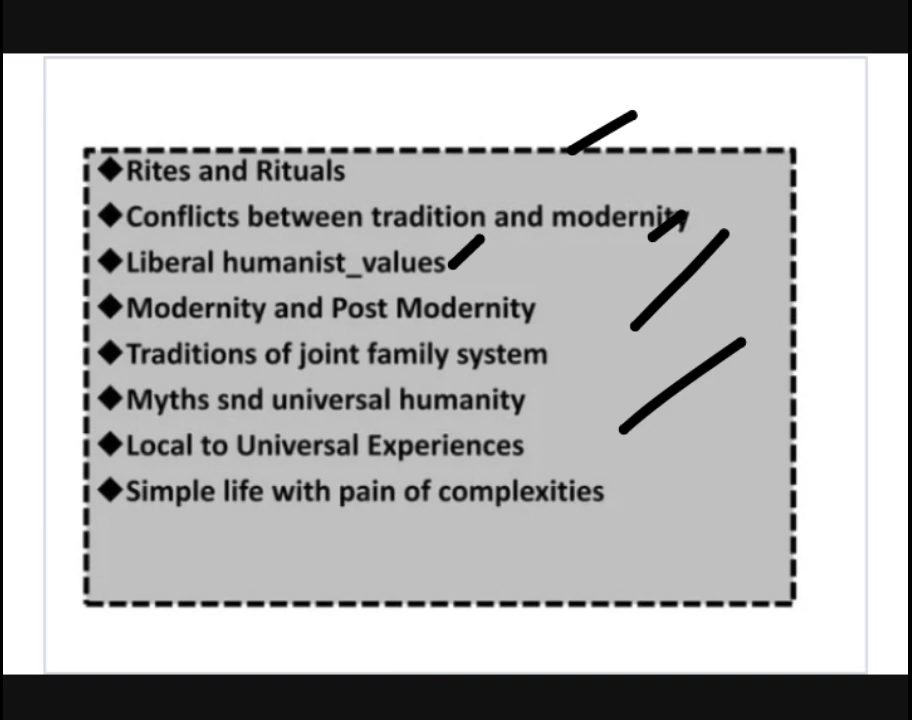 ◆Rites and Rituals
◆Conflicts between tradition and modernity
◆Liberal humanist_values
◆Modernity and Post Modernity
◆Traditions of joint family system
◆Myths snd universal humanity
◆Local to Universal Experiences
◆Simple life with pain of complexities